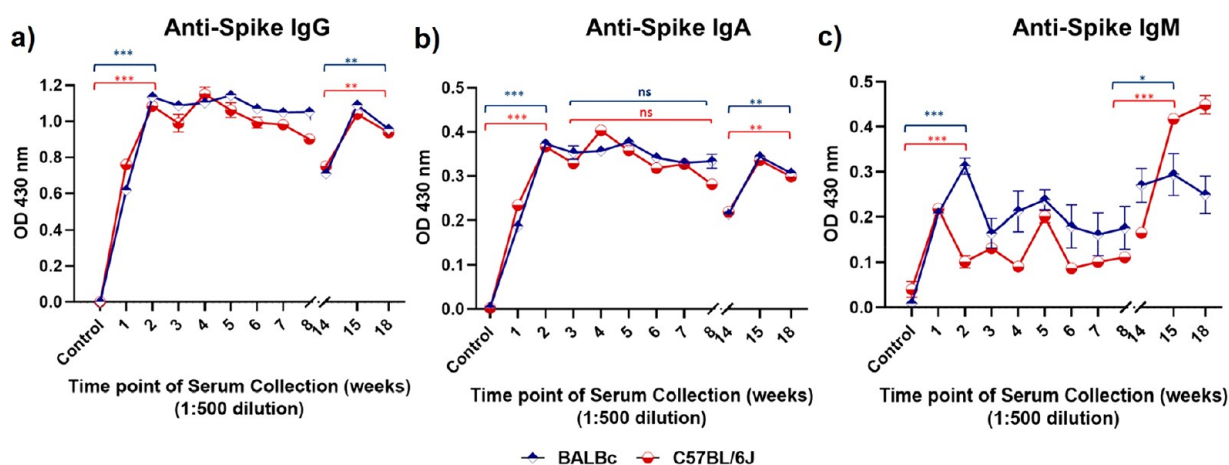 a) Anti-Spike IgG
*** **
*** **
OD 430 nm
1.2
1.0
0.8
0.6
0.4
0.2
0.0
Control 1 2 3 4 5 6 7 8 14 15 18
Time point of Serum Collection (weeks)
(1:500 dilution)
b) Anti-Spike IgA
*** ns **
*** ns **
OD 430 nm
0.5
0.4
0.3
0.2
0.1
0.0
Control 1 2 3 4 5 6 7 8 14 15 18
Time point of Serum Collection (weeks)
(1:500 dilution)
c) Anti-Spike IgM
*** *
*** ***
OD 430 nm
0.5
0.4
0.3
0.2
0.1
0.0
Control 1 2 3 4 5 6 7 8 14 15 18
Time point of Serum Collection (weeks)
(1:500 dilution)
BALBc C57BL/6J